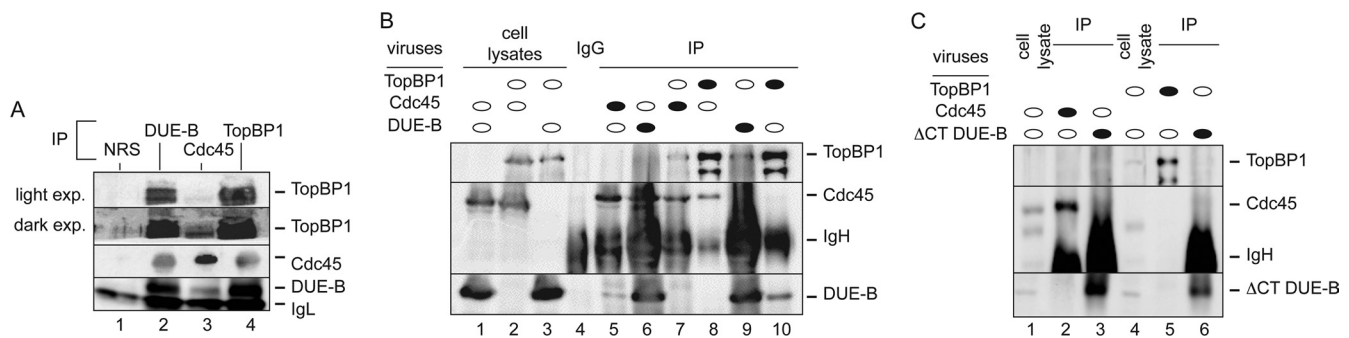 A
IP
DUE-B
TopBP1
NRS
Cdc45
light exp.
TopBP1
dark exp.
TopBP1
Cdc45
DUE-B
IgL
1 2 3 4
B
viruses
cell
lysates
IgG
IP
TopBP1
Cdc45
DUE-B
TopBP1
Cdc45
IgH
DUE-B
1 2 3 4 5 6 7 8 9 10
C
viruses
cell
lysate
IP
cell
lysate
IP
TopBP1
Cdc45
ΔCT DUE-B
TopBP1
Cdc45
IgH
ΔCT DUE-B
1 2 3 4 5 6